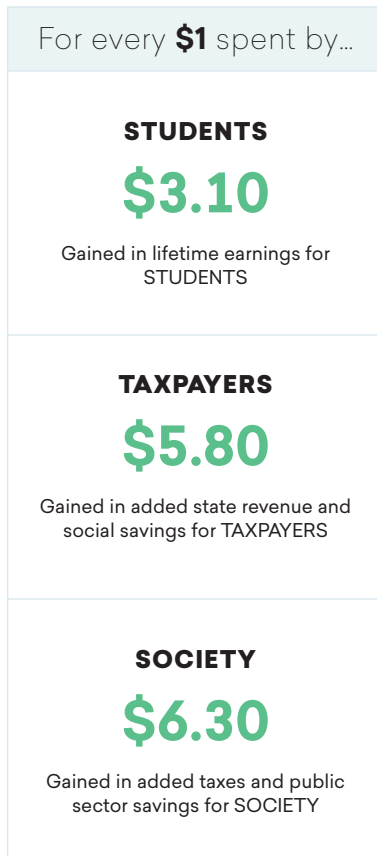 For every $1 spent by...
STUDENTS
$3.10
Gained in lifetime earnings for
STUDENTS
TAXPAYERS
$5.80
Gained in added state revenue and
social savings for TAXPAYERS
SOCIETY
$6.30
Gained in added taxes and public
sector savings for SOCIETY